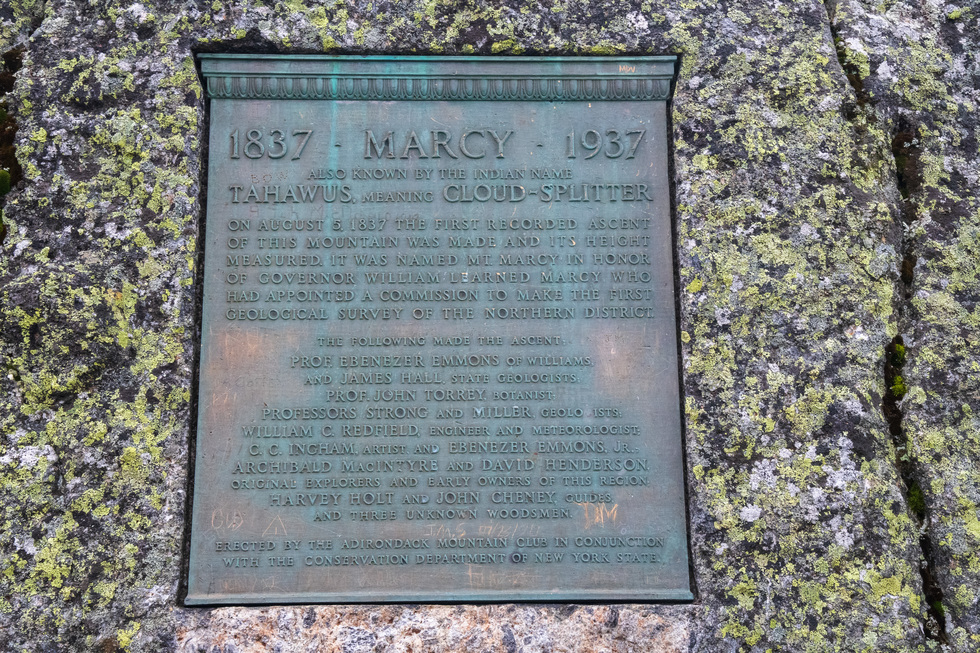 1837 · MARCY · 1937
ALSO KNOWN BY THE INDIAN NAME
TAHAWUS, MEANING CLOUD-SPLITTER
ON AUGUST 5, 1837 THE FIRST RECORDED ASCENT
OF THIS MOUNTAIN WAS MADE AND ITS HEIGHT
MEASURED. IT WAS NAMED MT. MARCY IN HONOR
OF GOVERNOR WILLIAM LEARNED MARCY WHO
HAD APPOINTED A COMMISSION TO MAKE THE FIRST
GEOLOGICAL SURVEY OF THE NORTHERN DISTRICT.
THE FOLLOWING MADE THE ASCENT:
PROF. EBENEZER EMMONS OF WILLIAMS,
AND JAMES HALL, STATE GEOLOGISTS.
PROF. JOHN TORREY, BOTANIST.
PROFESSORS STRONG AND MILLER, GEOLO ISTS;
WILLIAM C. REDFIELD, ENGINEER AND METEOROLOGIST.
C. C. INGHAM, ARTIST AND EBENEZER EMMONS, JR.,
ARCHIBALD MACINTYRE AND DAVID HENDERSON,
ORIGINAL EXPLORERS AND EARLY OWNERS OF THIS REGION.
HARVEY HOLT AND JOHN CHENEY, GUIDES,
AND THREE UNKNOWN WOODSMEN.
DM
ERECTED BY THE ADIRONDACK MOUNTAIN CLUB IN CONJUNCTION
WITH THE CONSERVATION DEPARTMENT OF NEW YORK STATE.